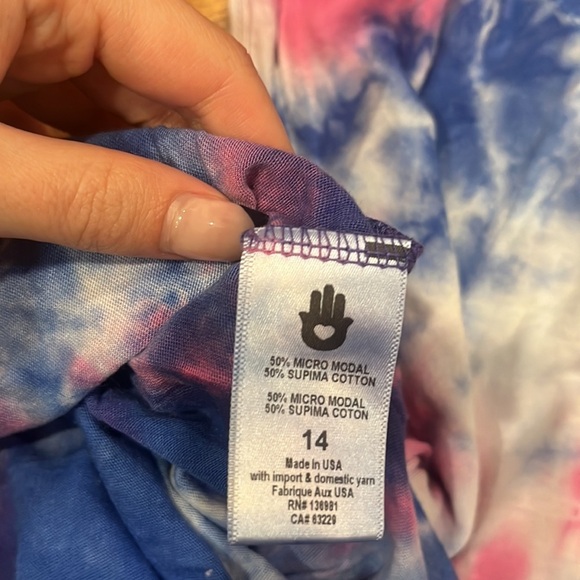 50% MICRO MODAL
50% SUPIMA COTTON
50% MICRO MODAL
50% SUPIMA COTON
14
Made in USA
with import & domestic yarn
Fabrique Aux USA
RN# 136981
CA# 63229